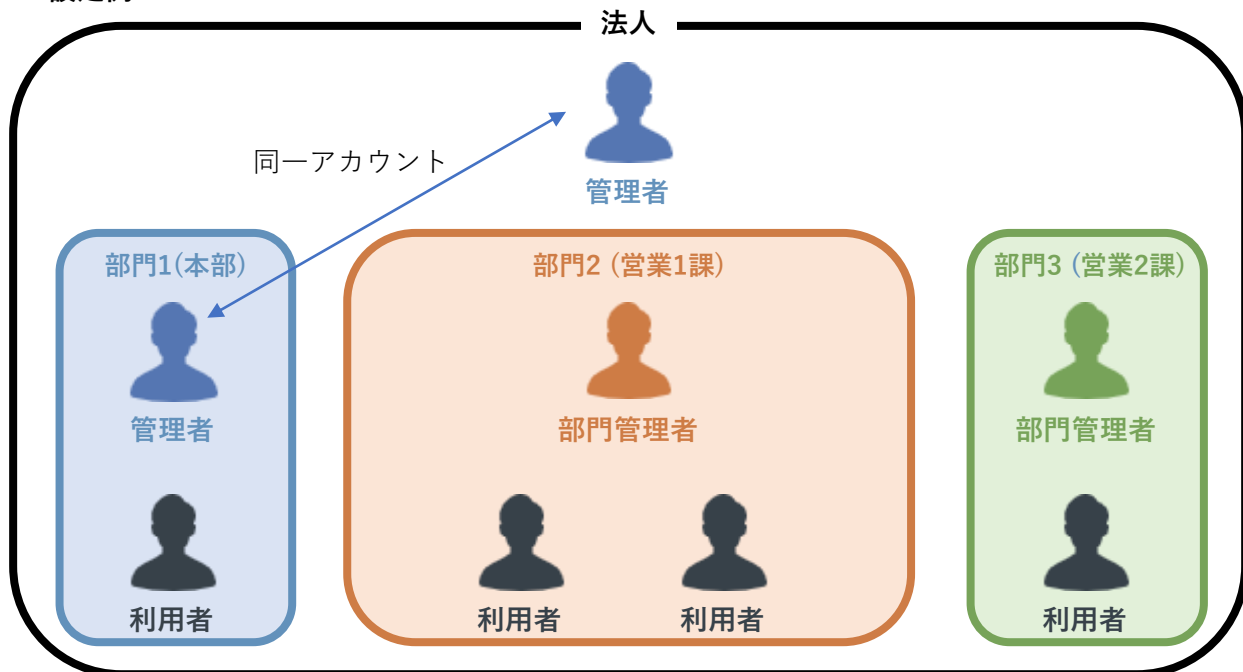 法人
管理者
同一アカウント
部門1(本部)
管理者
利用者
部門2 (営業1課)
部門管理者
利用者
利用者
部門3 (営業2課)
部門管理者
利用者